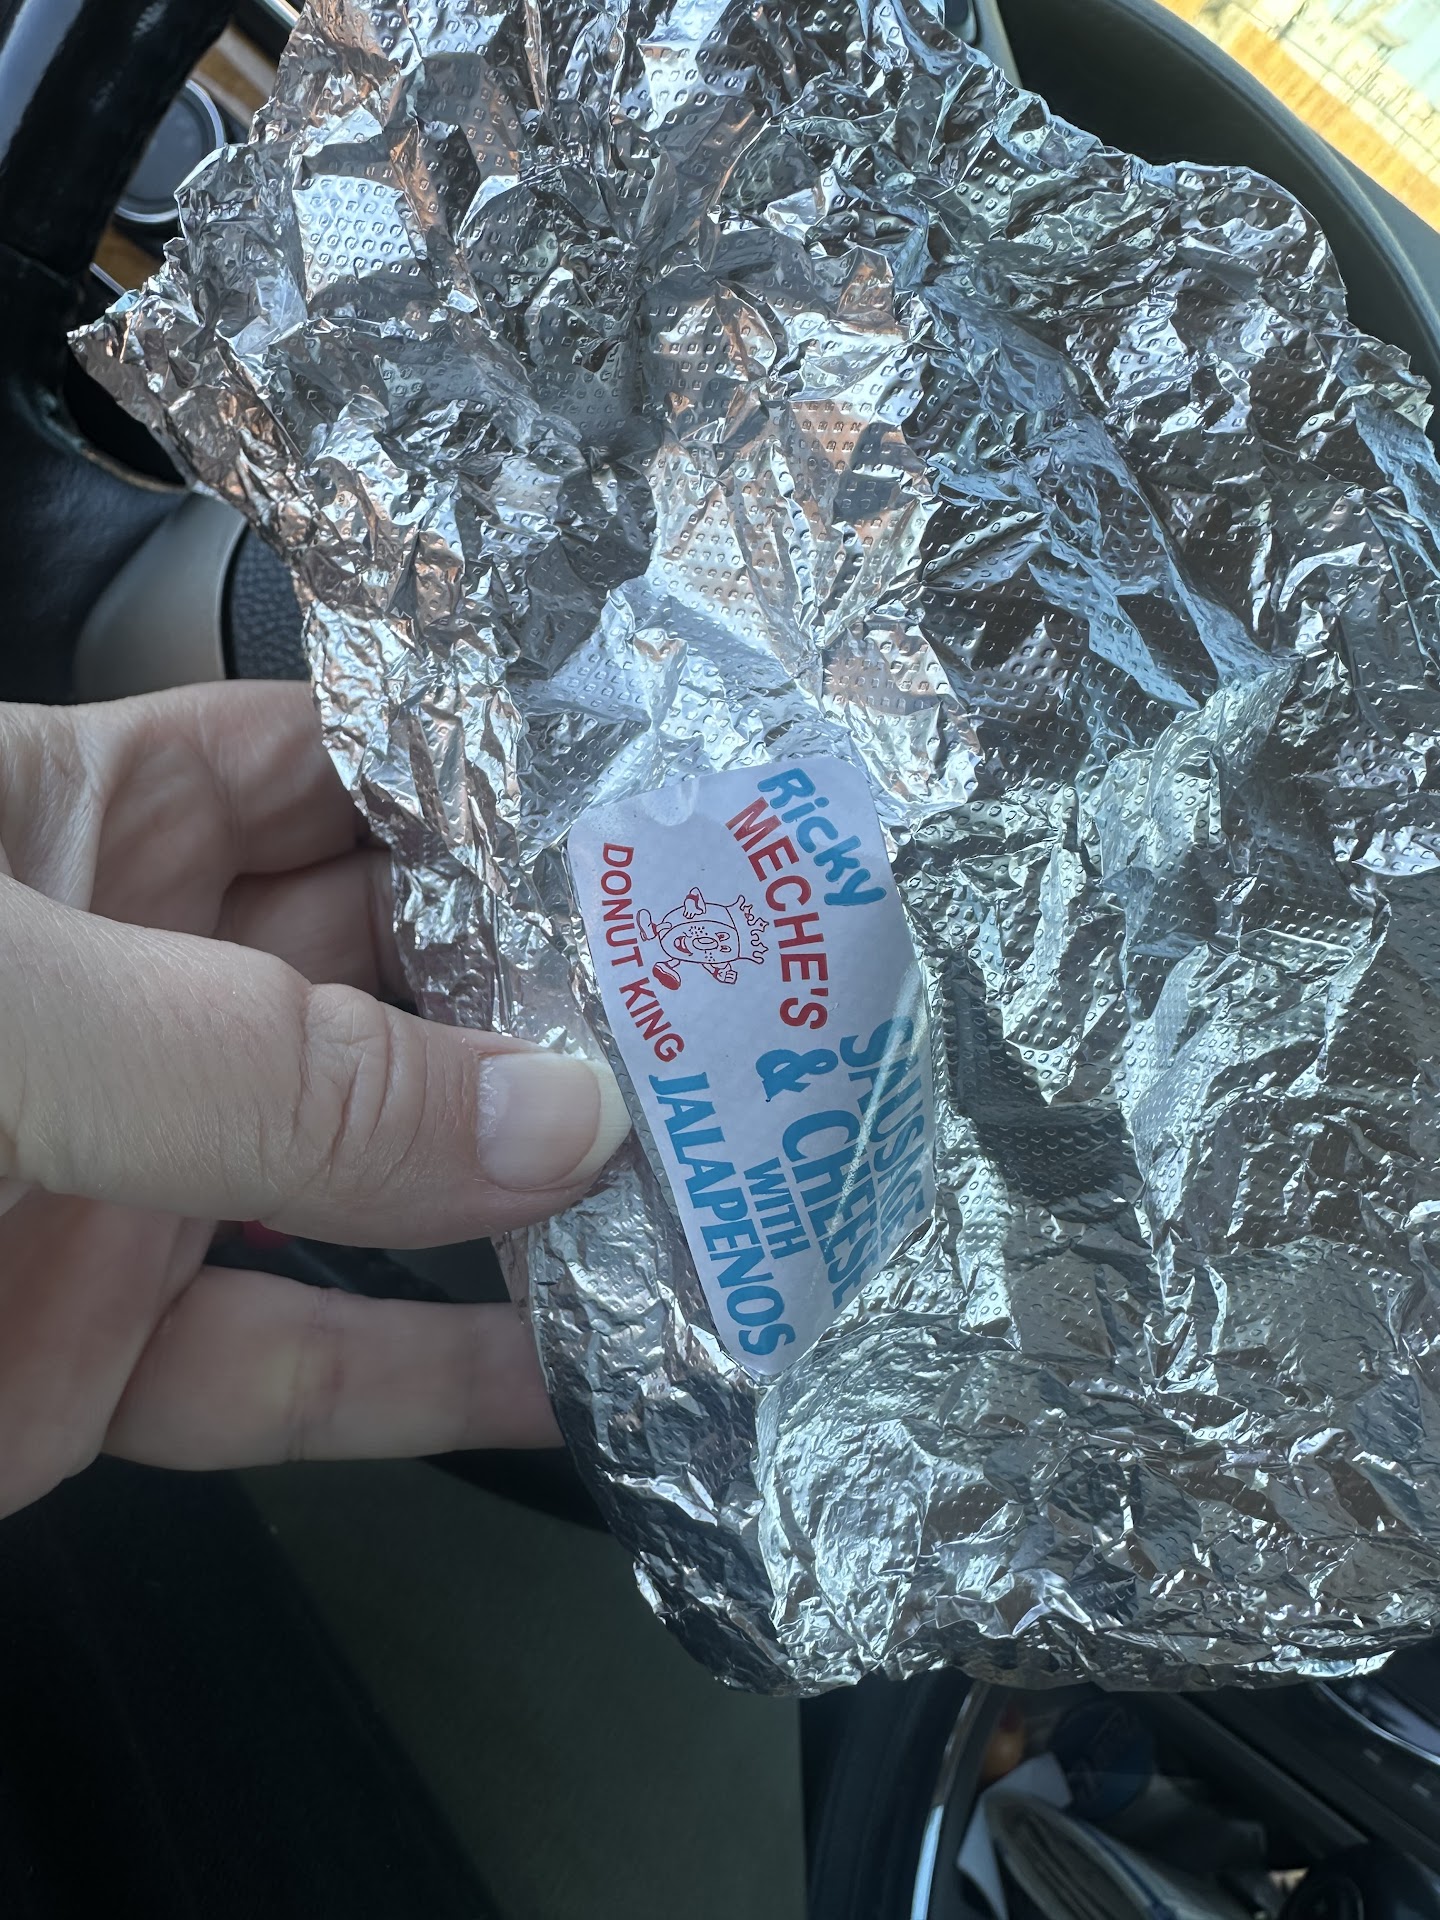 Ricky
MECHE'S
DONUT KING
SAUSAGE
& CHEESE
WITH
JALAPENOS